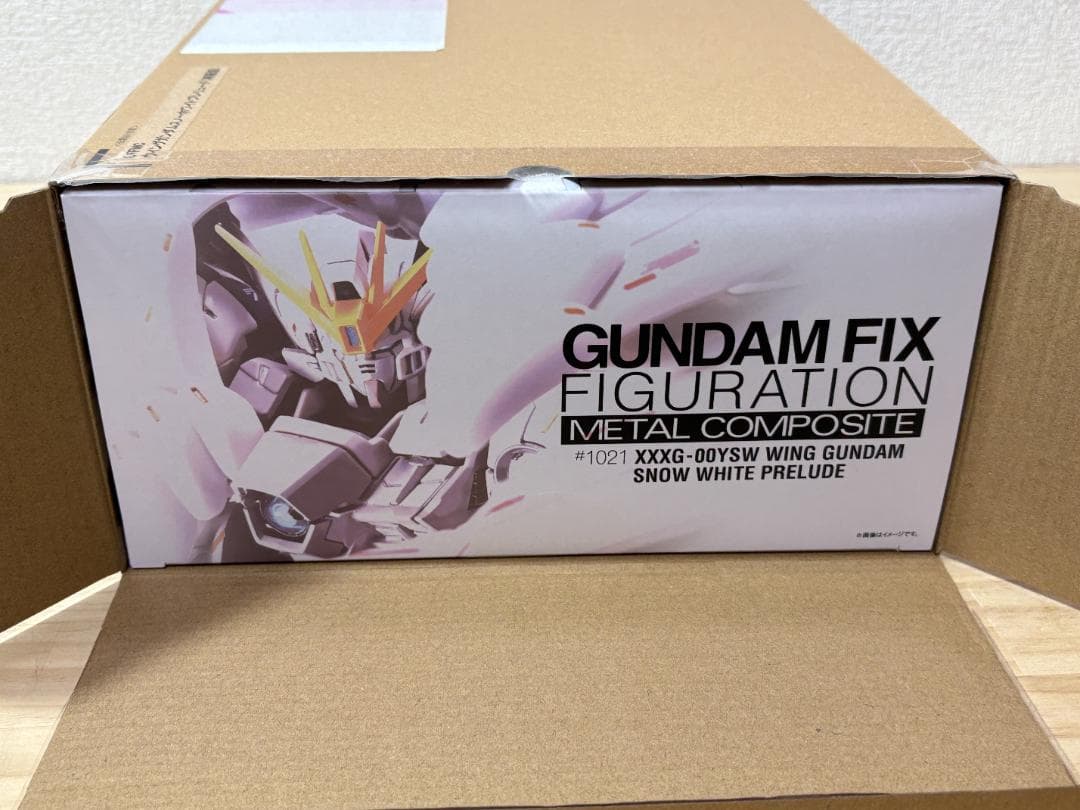 GUNDAM FIX
FIGURATION
METAL COMPOSITE
#1021 XXXG-00YSW WING GUNDAM
SNOW WHITE PRELUDE
※画像はイメージです。